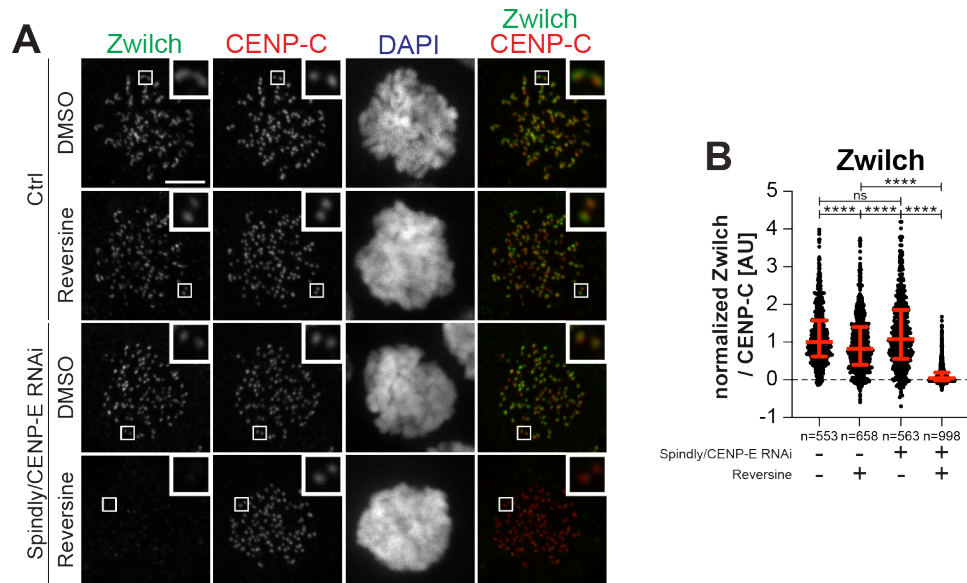 A
Zwilch
CENP-C
DAPI
Zwilch
CENP-C
Ctrl
DMSO
Reversine
Spindly/CENP-E RNAi
DMSO
Reversine
B
Zwilch
****
ns
**** **** ****
normalized Zwilch
/ CENP-C [AU]
5
4
3
2
1
0
-1
n=553 n=658 n=563 n=998
Spindly/CENP-E RNAi - - + +
Reversine - + - +